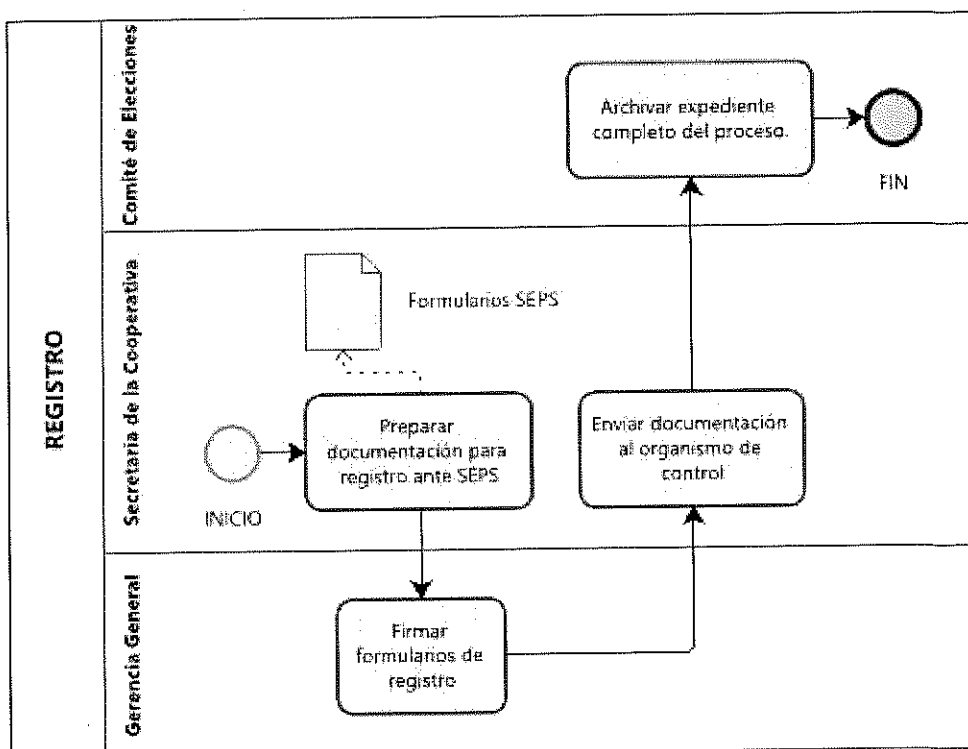 REGISTRO
Comité de Elecciones
Archivar expediente
completo del proceso.
FIN
Secretaria de la Cooperativa
Formularios SEPS
INICIO
Preparar
documentación para
registro ante SEPS
Enviar documentación
al organismo de
control
Gerencia General
Firmar
formularios de
registro